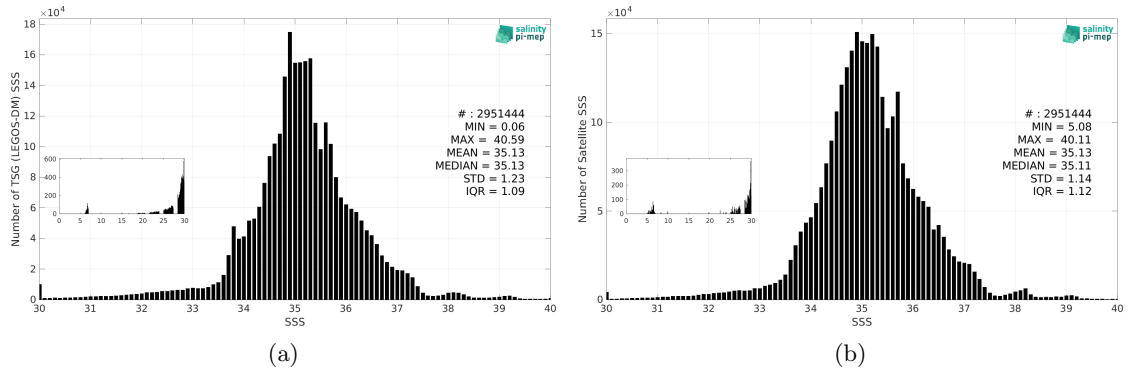 ×10⁴
18
16
14
12
10
8
6
4
2
0
Number of TSG (LEGOS-DM) SSS
salinity
pi-mep
# : 2951444
MIN = 0.06
MAX = 40.59
MEAN = 35.13
MEDIAN = 35.13
STD = 1.23
IQR = 1.09
600
400
200
0
0 5 10 15 20 25 30
30 31 32 33 34 35 36 37 38 39 40
SSS
(a)
×10⁴
15
10
5
0
Number of Satellite SSS
salinity
pi-mep
# : 2951444
MIN = 5.08
MAX = 40.11
MEAN = 35.13
MEDIAN = 35.11
STD = 1.14
IQR = 1.12
300
200
100
0
0 5 10 15 20 25 30
30 31 32 33 34 35 36 37 38 39 40
SSS
(b)